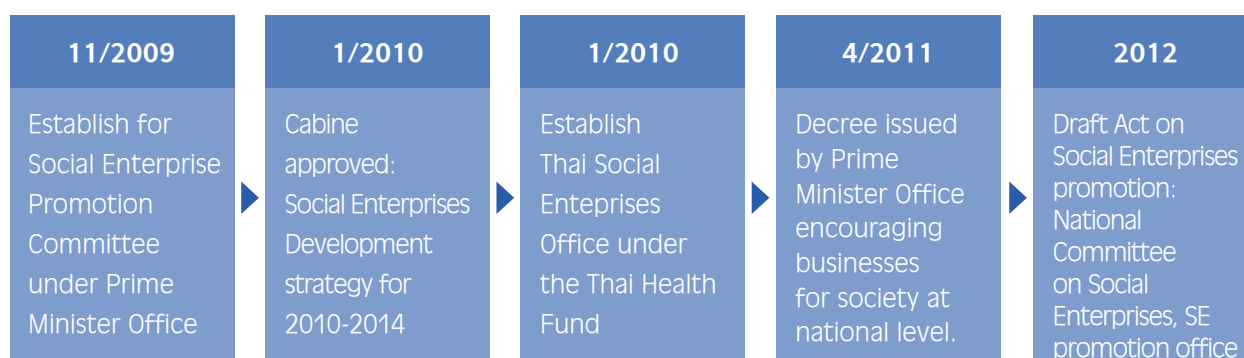 11/2009
Establish for
Social Enterprise
Promotion
Committee
under Prime
Minister Office
1/2010
Cabine
approved:
Social Enterprises
Development
strategy for
2010-2014
1/2010
Establish
Thai Social
Enteprises
Office under
the Thai Health
Fund
4/2011
Decree issued
by Prime
Minister Office
encouraging
businesses
for society at
national level.
2012
Draft Act on
Social Enterprises
promotion:
National
Committee
on Social
Enterprises, SE
promotion office